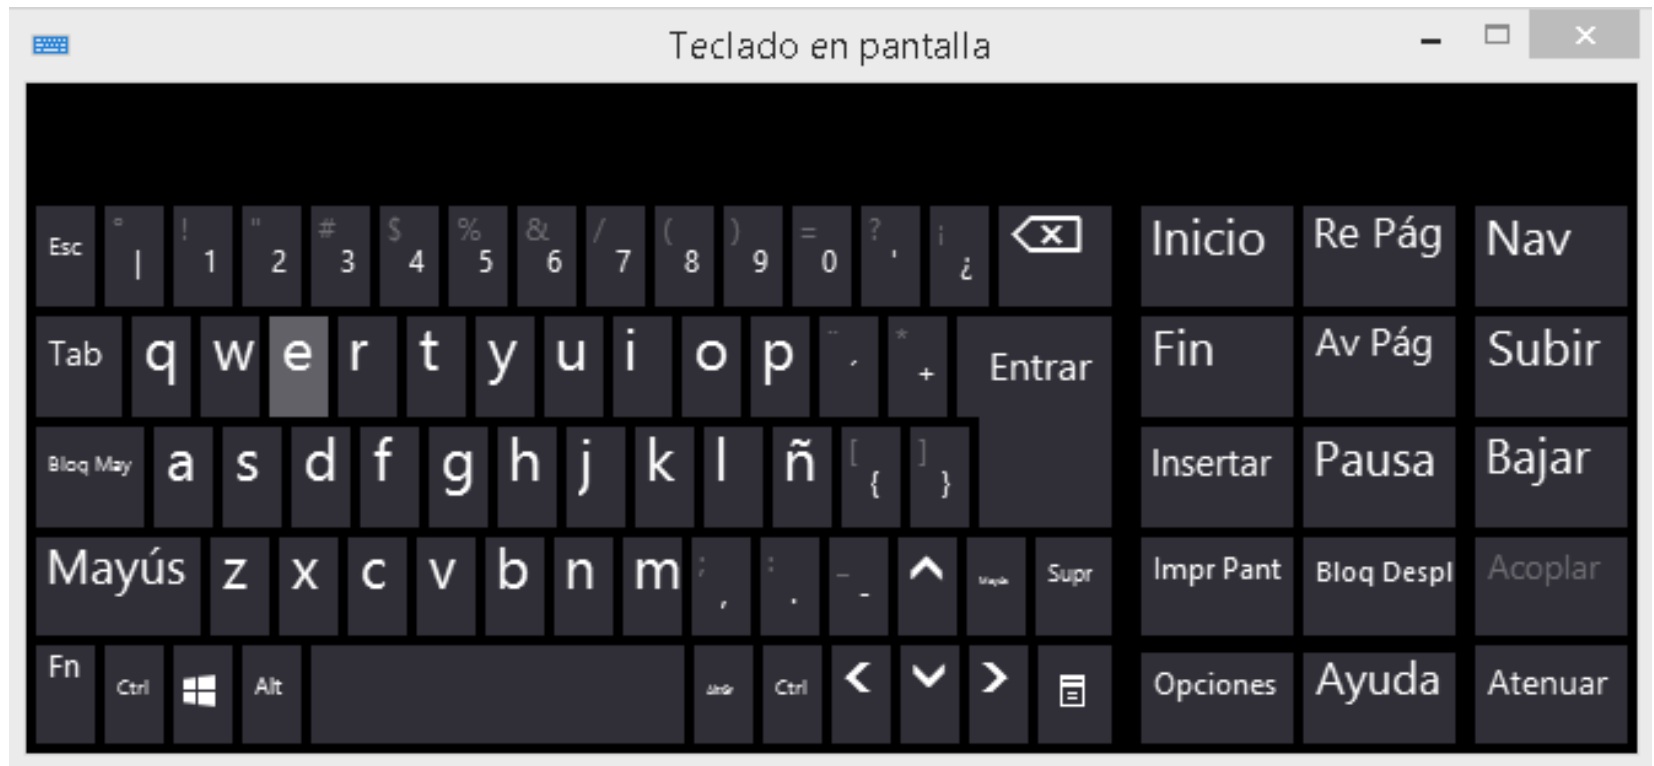 Teclado en pantalla
Esc ° | ! 1 " 2 # 3 $ 4 % 5 & 6 / 7 ( 8 ) 9 = 0 ? ' ¡ ¿ Inicio Re Pág Nav
Tab q w e r t y u i o p ¨ ´ * + Entrar Fin Av Pág Subir
Bloq May a s d f g h j k l ñ [ { ] } Insertar Pausa Bajar
Mayús z x c v b n m ; , : . _ - Mayús Supr Impr Pant Bloq Despl Acoplar
Fn Ctrl Alt AltGr Ctrl Opciones Ayuda Atenuar